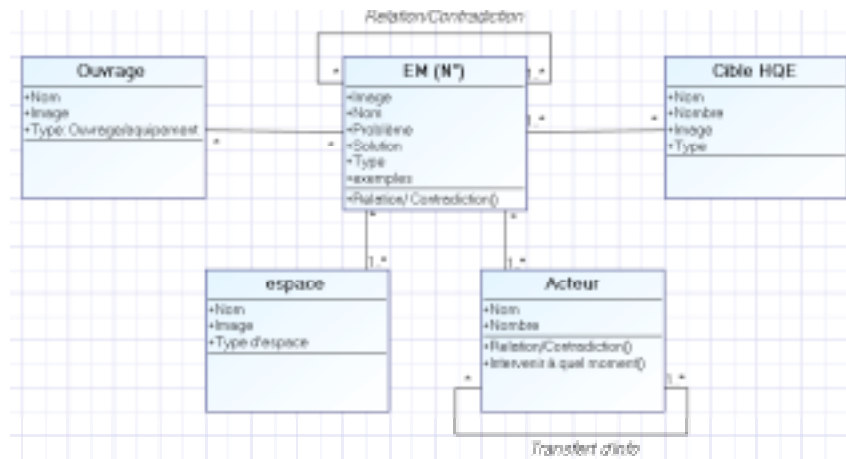 Relation/Contradiction
Ouvrage
+Nom
+Image
+Type: Ouvrage/équipement
*
EM (N°)
+Image
+Nom
+Problème
+Solution
+Type
+exemples
+Relation/ Contradiction()
*
1..*
*
1..*
Cible HQE
+Nom
+Nombre
+Image
+Type
*
*
*
1..*
1..*
espace
+Nom
+Image
+Type d'espace
Acteur
+Nom
+Nombre
+Relation/Contradiction()
+Intervenir à quel moment()
*
1..*
Transfert d'info